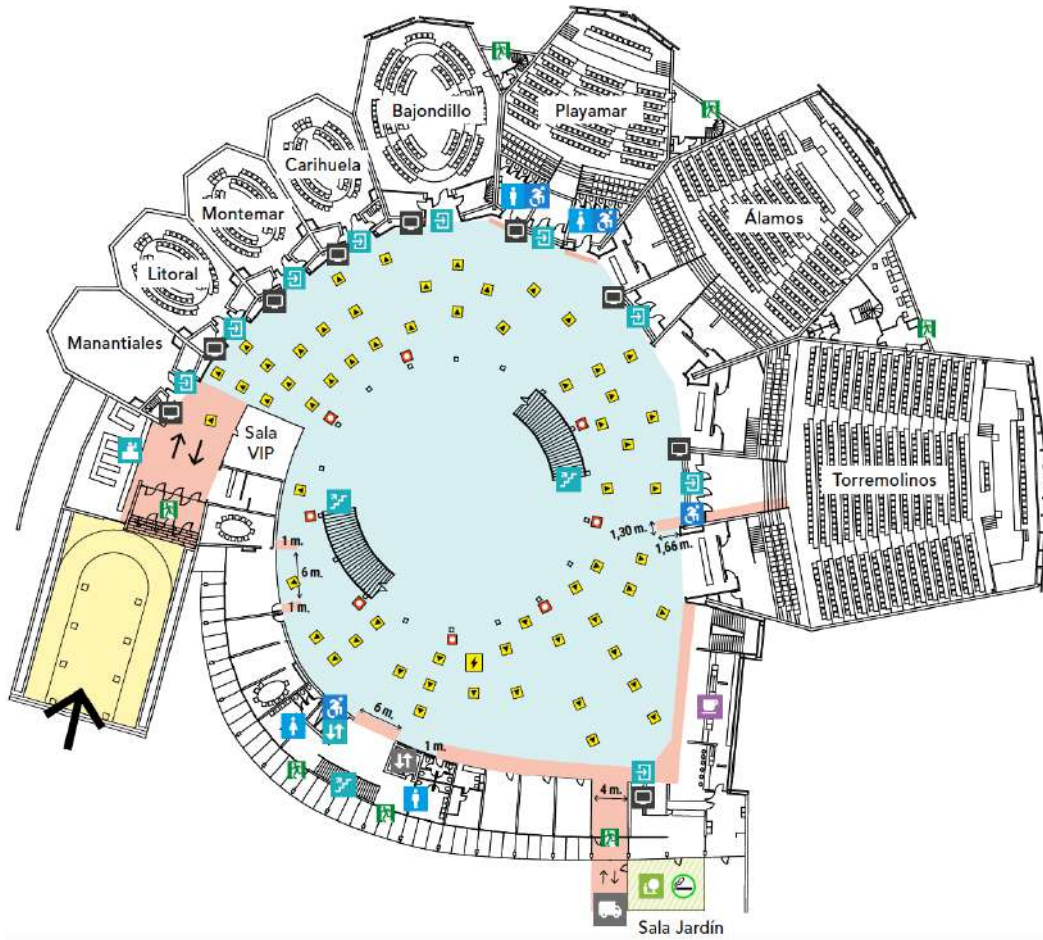 Bajondillo
Playamar
Carihuela
Montemar
Álamos
Litoral
Manantiales
Sala
VIP
Torremolinos
1,30 m.
1,66 m.
1 m.
6 m.
1 m.
6 m.
1 m.
4 m.
Sala Jardín